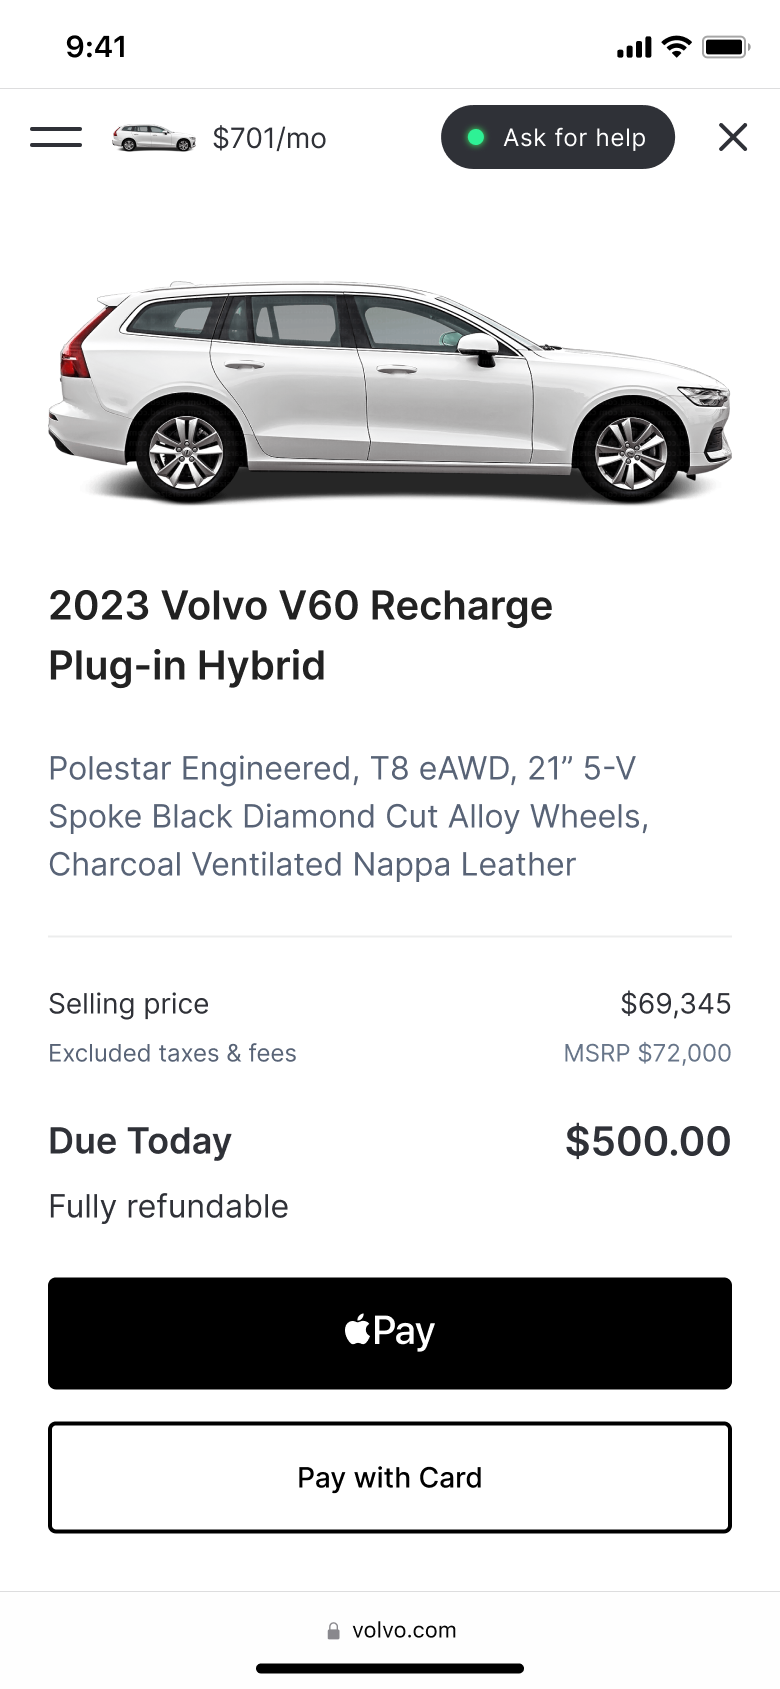 9:41
$701/mo
Ask for help
2023 Volvo V60 Recharge
Plug-in Hybrid
Polestar Engineered, T8 eAWD, 21” 5-V
Spoke Black Diamond Cut Alloy Wheels,
Charcoal Ventilated Nappa Leather
Selling price $69,345
Excluded taxes & fees MSRP $72,000
Due Today $500.00
Fully refundable
Pay
Pay with Card
volvo.com